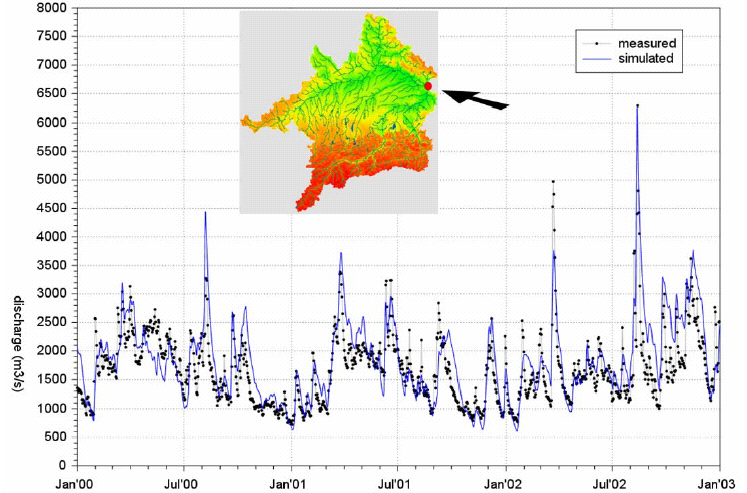 8000
7500
7000
6500
6000
5500
5000
4500
4000
3500
3000
2500
2000
1500
1000
500
0
discharge (m3/s)
measured
simulated
Jan'00
Jul'00
Jan'01
Jul'01
Jan'02
Jul'02
Jan'03